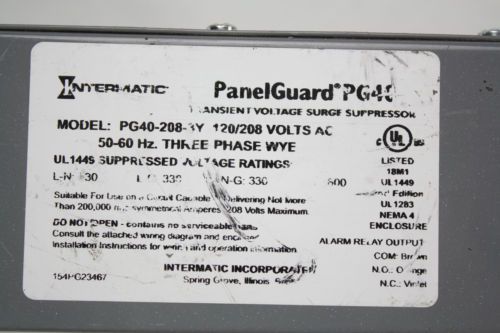 INTERMATIC® PanelGuard® PG40
TRANSIENT VOLTAGE SURGE SUPPRESSOR
MODEL: PG40-208-3Y 120/208 VOLTS AC
50-60 Hz. THREE PHASE WYE
UL1449 SUPPRESSED VOLTAGE RATINGS
L-N: 330 N-G: 330
Suitable For Use on a Circuit Capable Delivering Not More
Than 200,000 rms symmetrical Amperes, 208 Volts Maximum.
DO NOT OPEN - contains no serviceable parts
Consult the attached wiring diagram and enclosed
Installation Instructions for wiring and operation information.
INTERMATIC INCORPORATED
Spring Grove, Illinois
154PG23467
c UL® US
LISTED
18M1
UL1449
Second Edition
UL1283
NEMA 4
ENCLOSURE
ALARM RELAY OUTPUT
COM: Brown
N.O.: Orange
N.C.: Violet